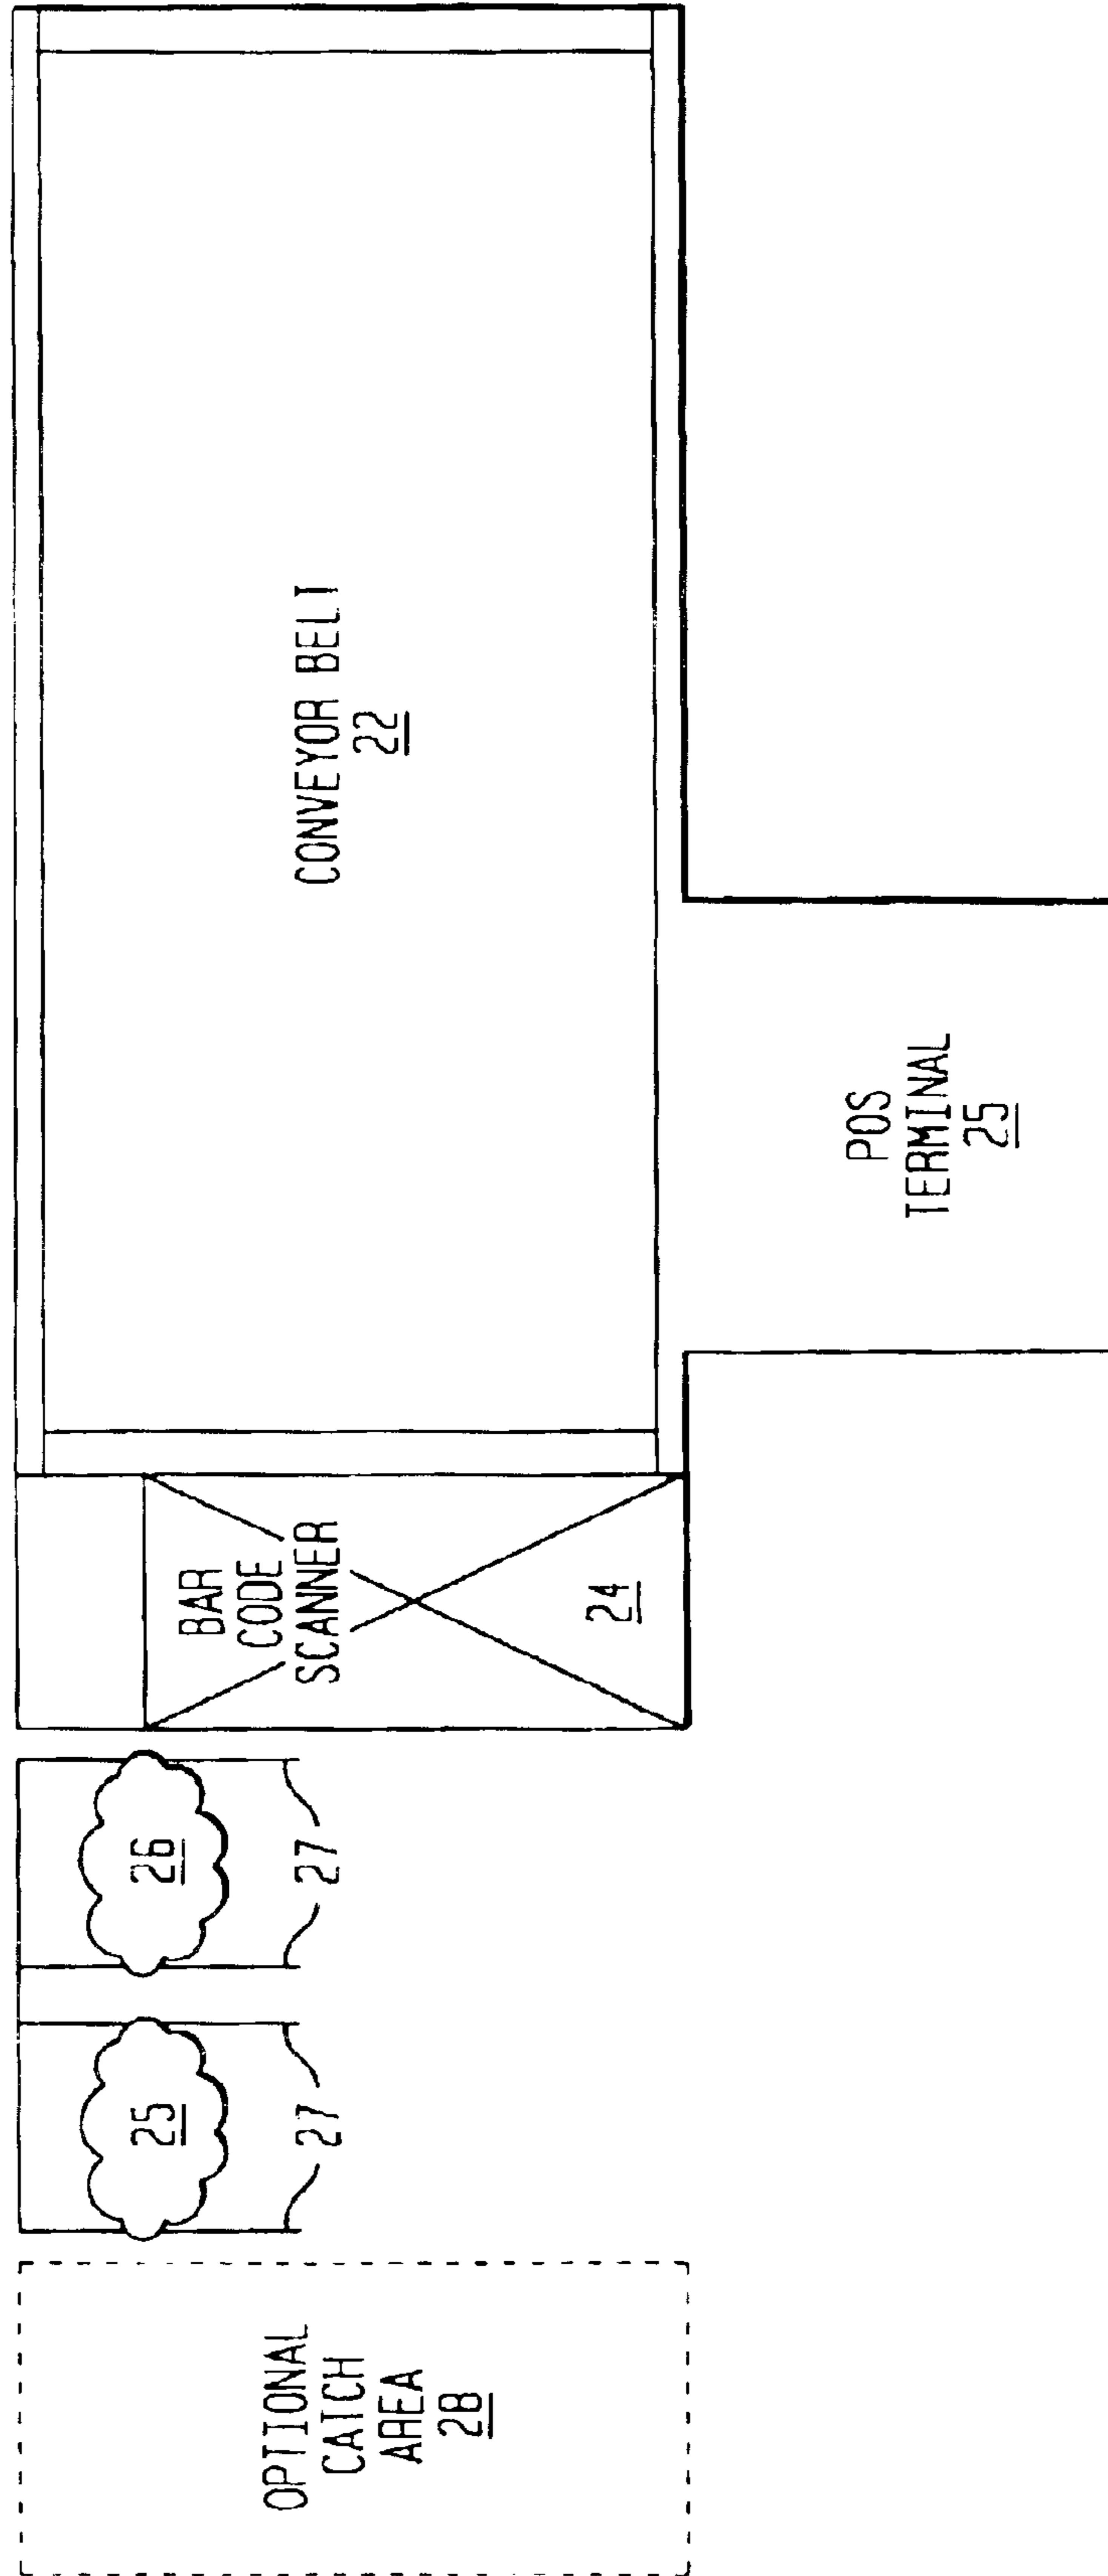 CONVEYOR BELT
22
POS
TERMINAL
25
BAR
CODE
SCANNER
24
26
27
25
27
OPTIONAL
CATCH
AREA
28